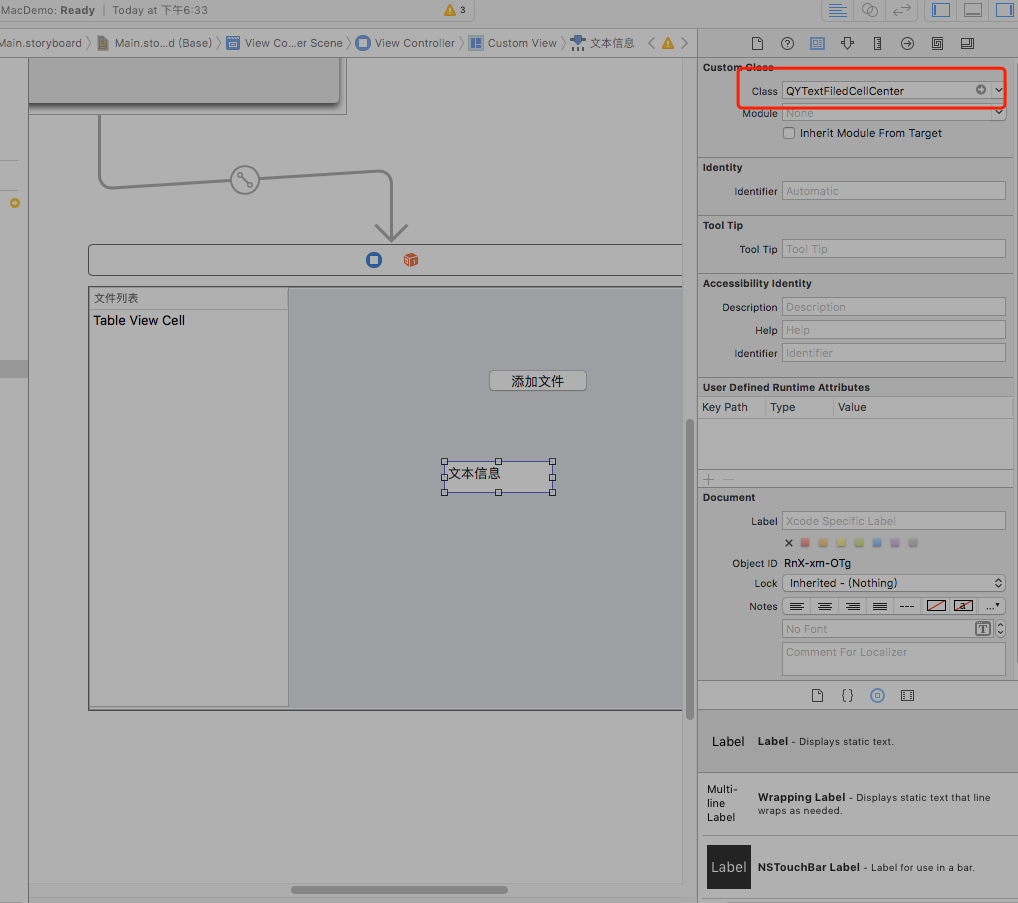 MacDemo: Ready | Today at 下午6:33 3
Main.storyboard Main.sto...d (Base) View Co...er Scene View Controller Custom View 文本信息
Custom Class
Class QYTextFiledCellCenter
Module None
Inherit Module From Target
Identity
Identifier Automatic
Tool Tip
Tool Tip Tool Tip
Accessibility Identity
Description Description
Help Help
Identifier Identifier
User Defined Runtime Attributes
Key Path Type Value
Document
Label Xcode Specific Label
Object ID RnX-xm-OTg
Lock Inherited - (Nothing)
Notes
No Font
Comment For Localizer
文件列表
Table View Cell
添加文件
文本信息
Label Label - Displays static text.
Multi-
line
Label
Wrapping Label - Displays static text that line
wraps as needed.
Label NSTouchBar Label - Label for use in a bar.